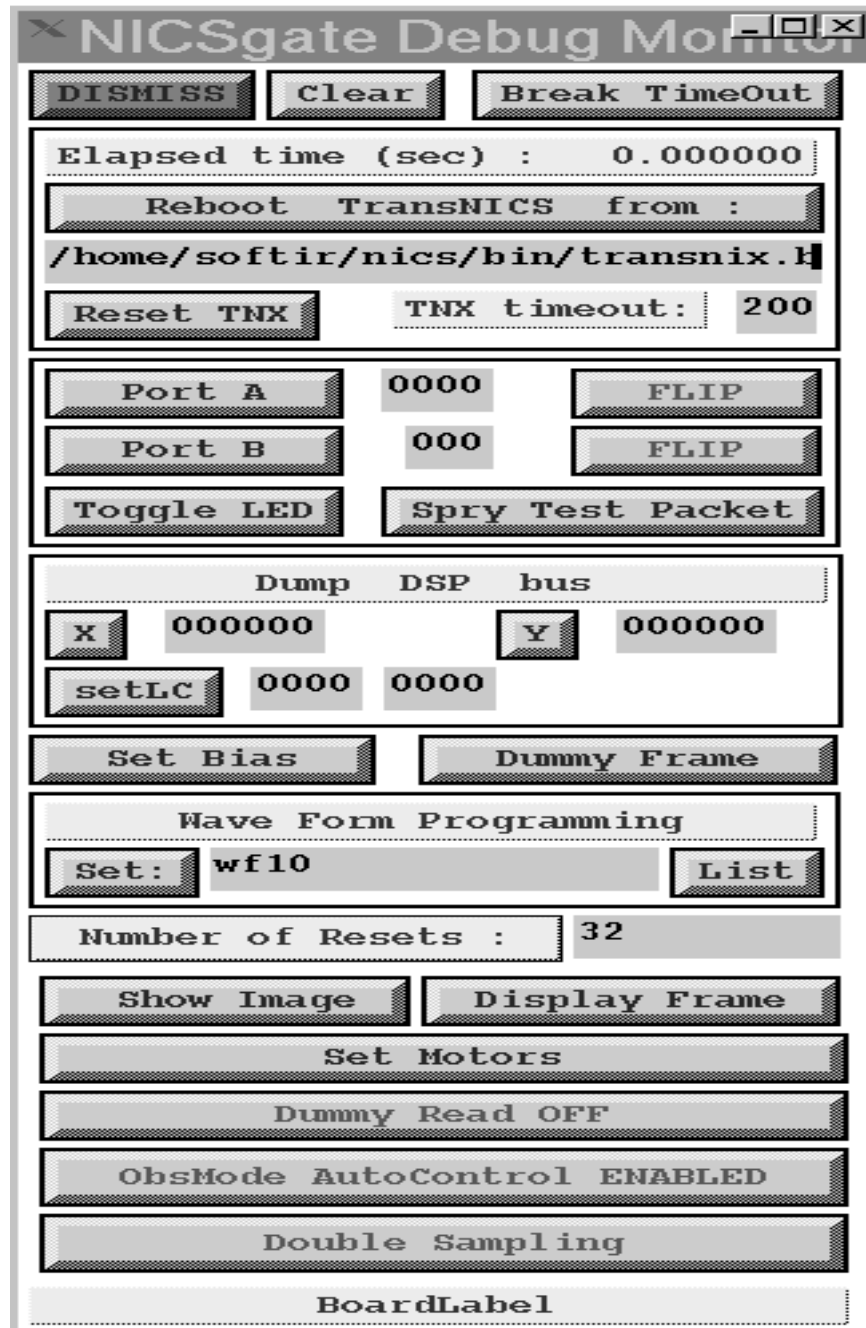 NICSgate Debug Monitor
DISMISS Clear Break TimeOut
Elapsed time (sec) : 0.000000
Reboot TransNICS from :
/home/softir/nics/bin/transnix.b
Reset TNX TNX timeout: 200
Port A 0000 FLIP
Port B 000 FLIP
Toggle LED Spry Test Packet
Dump DSP bus
X 000000 Y 000000
setLC 0000 0000
Set Bias Dummy Frame
Wave Form Programming
Set: wf10 List
Number of Resets : 32
Show Image Display Frame
Set Motors
Dummy Read OFF
ObsMode AutoControl ENABLED
Double Sampling
BoardLabel